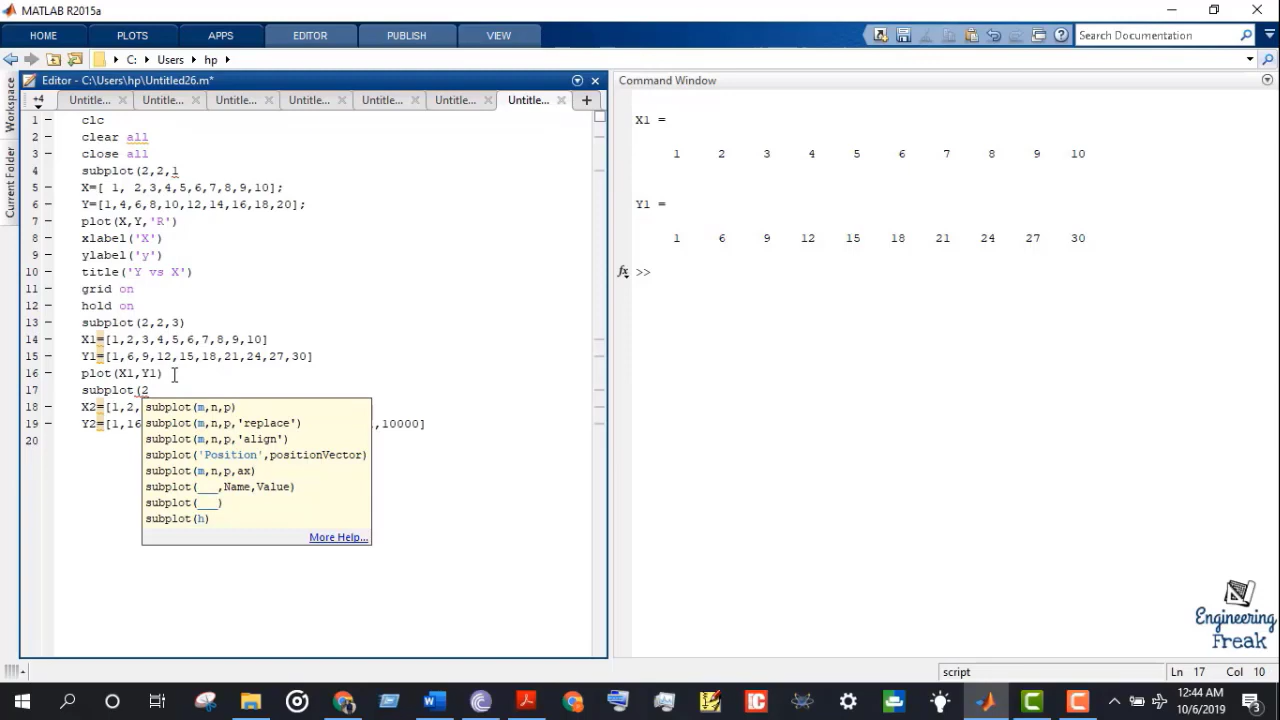 MATLAB R2015a
HOME PLOTS APPS EDITOR PUBLISH VIEW
Search Documentation
C: Users hp
Editor - C:\Users\hp\Untitled26.m*
+4 Untitle... Untitle... Untitle... Untitle... Untitle... Untitle... Untitle...
Workspace
Current Folder
1 clc
2 clear all
3 close all
4 subplot(2,2,1
5 X=[ 1, 2,3,4,5,6,7,8,9,10];
6 Y=[1,4,6,8,10,12,14,16,18,20];
7 plot(X,Y,'R')
8 xlabel('X')
9 ylabel('y')
10 title('Y vs X')
11 grid on
12 hold on
13 subplot(2,2,3)
14 X1=[1,2,3,4,5,6,7,8,9,10]
15 Y1=[1,6,9,12,15,18,21,24,27,30]
16 plot(X1,Y1)
17 subplot(2
18 X2=[1,2,
19 Y2=[1,16 ,10000]
20
subplot(m,n,p)
subplot(m,n,p,'replace')
subplot(m,n,p,'align')
subplot('Position',positionVector)
subplot(m,n,p,ax)
subplot(___,Name,Value)
subplot(___)
subplot(h)
More Help...
Command Window
X1 =
1 2 3 4 5 6 7 8 9 10
Y1 =
1 6 9 12 15 18 21 24 27 30
fx >>
Engineering
Freak
script Ln 17 Col 10
12:44 AM
10/6/2019
3